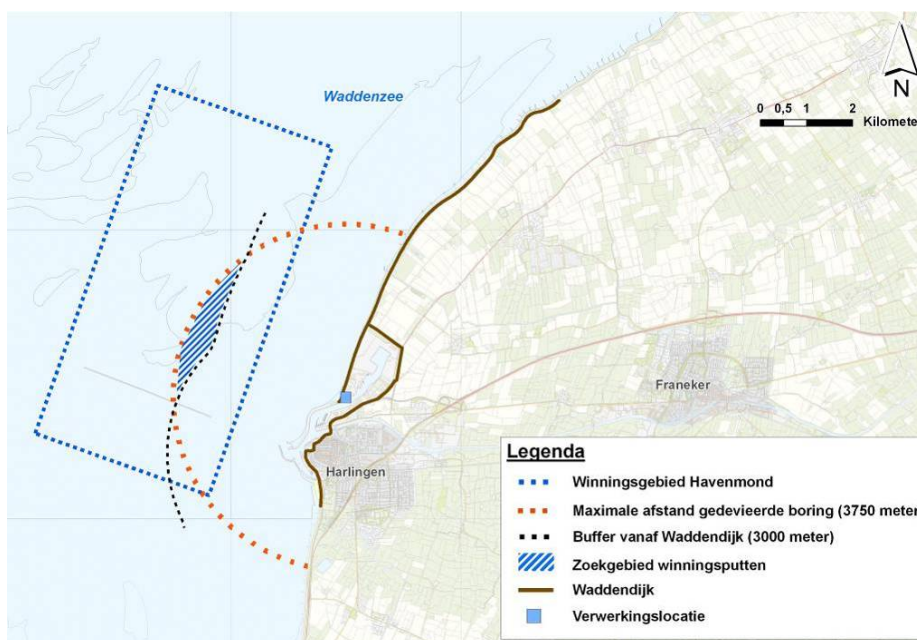 Waddenzee
N
0 0,5 1 2
Kilomete
Franeker
Harlingen
Legenda
Winningsgebied Havenmond
Maximale afstand gedevieerde boring (3750 meter
Buffer vanaf Waddendijk (3000 meter)
Zoekgebied winningsputten
Waddendijk
Verwerkingslocatie